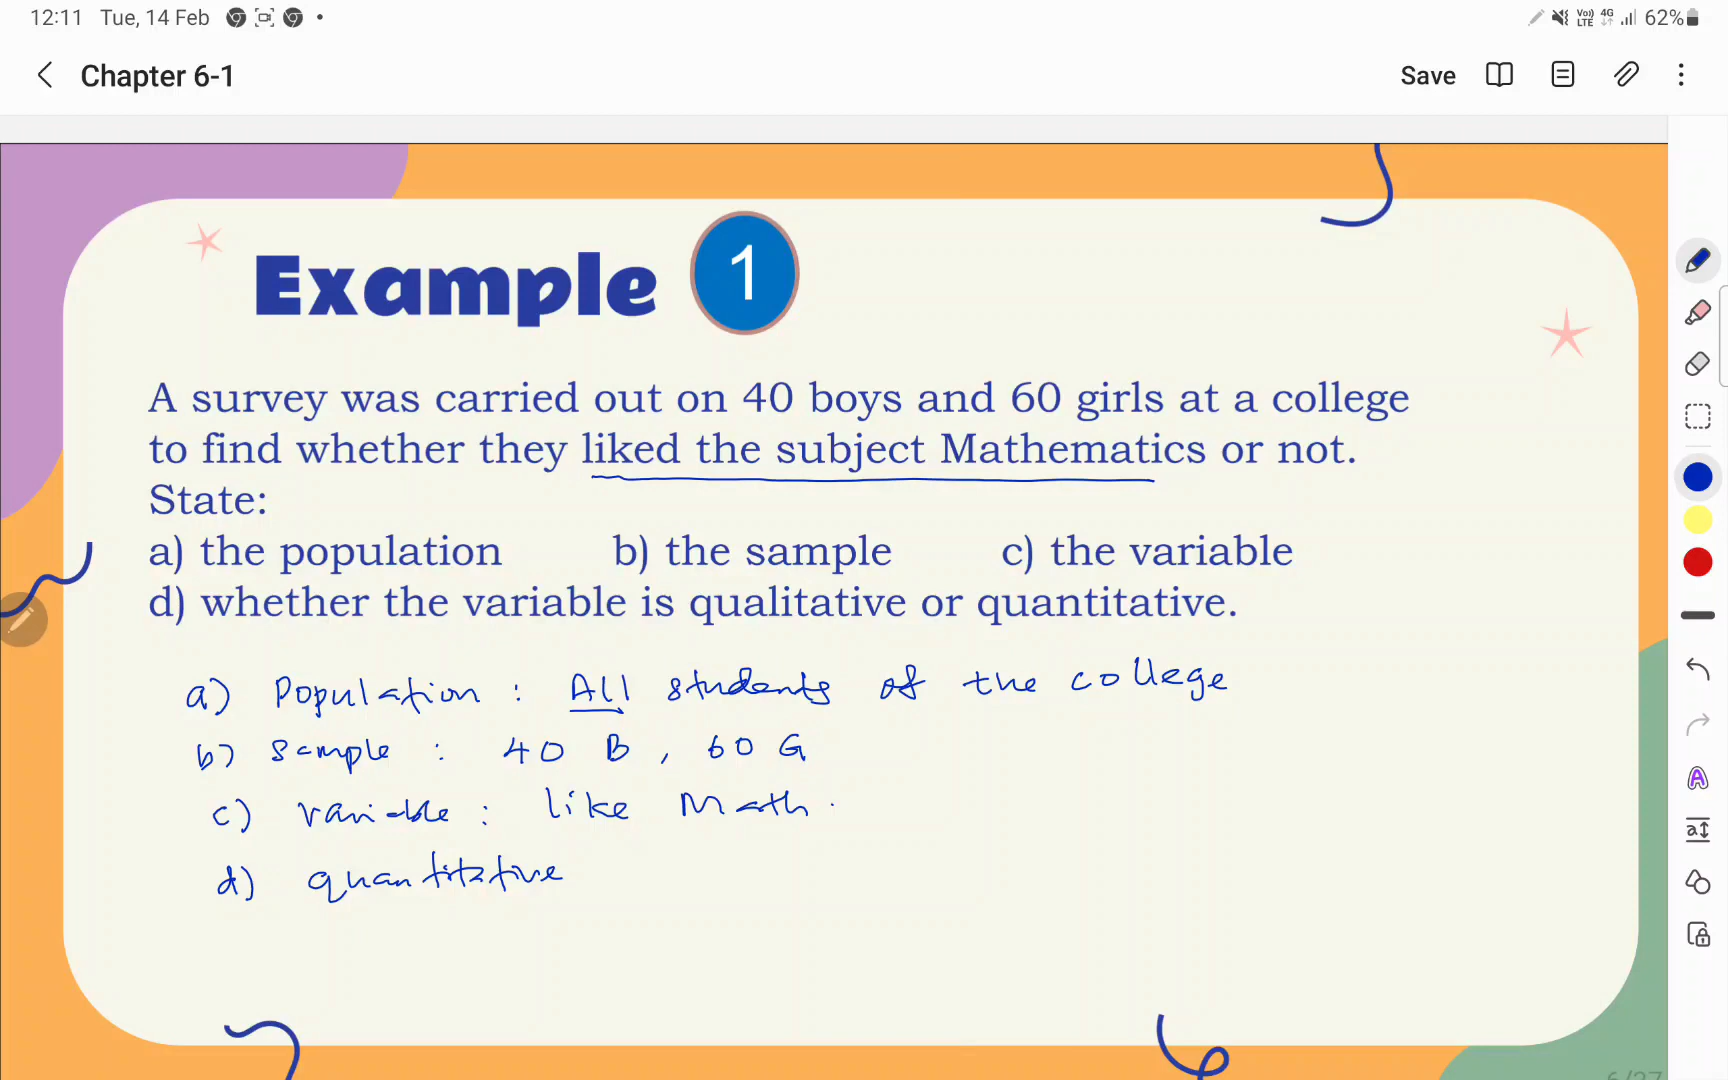 12:11 Tue, 14 Feb VoLTE 4G 62%
Chapter 6-1
Save
Example 1
A survey was carried out on 40 boys and 60 girls at a college
to find whether they liked the subject Mathematics or not.
State:
a) the population b) the sample c) the variable
d) whether the variable is qualitative or quantitative.
a) Population : All students of the college
b) Sample : 40 B , 60 G
c) variable : like Math .
d) quantitative